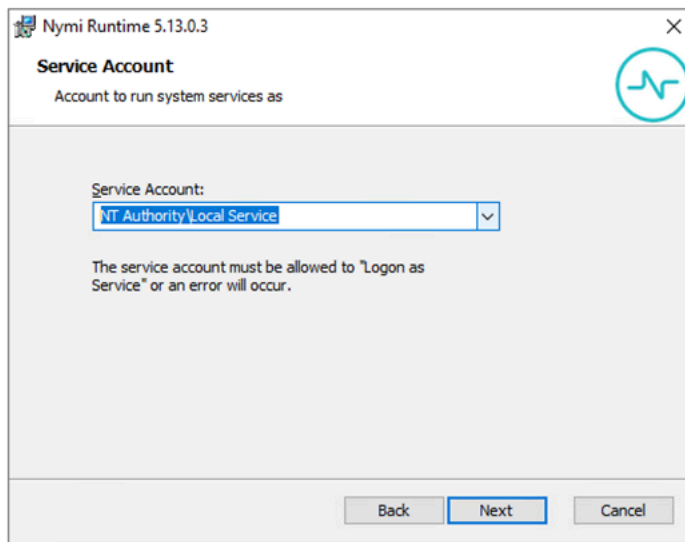 Nymi Runtime 5.13.0.3
Service Account
Account to run system services as
Service Account:
NT Authority\Local Service
The service account must be allowed to "Logon as
Service" or an error will occur.
Back
Next
Cancel